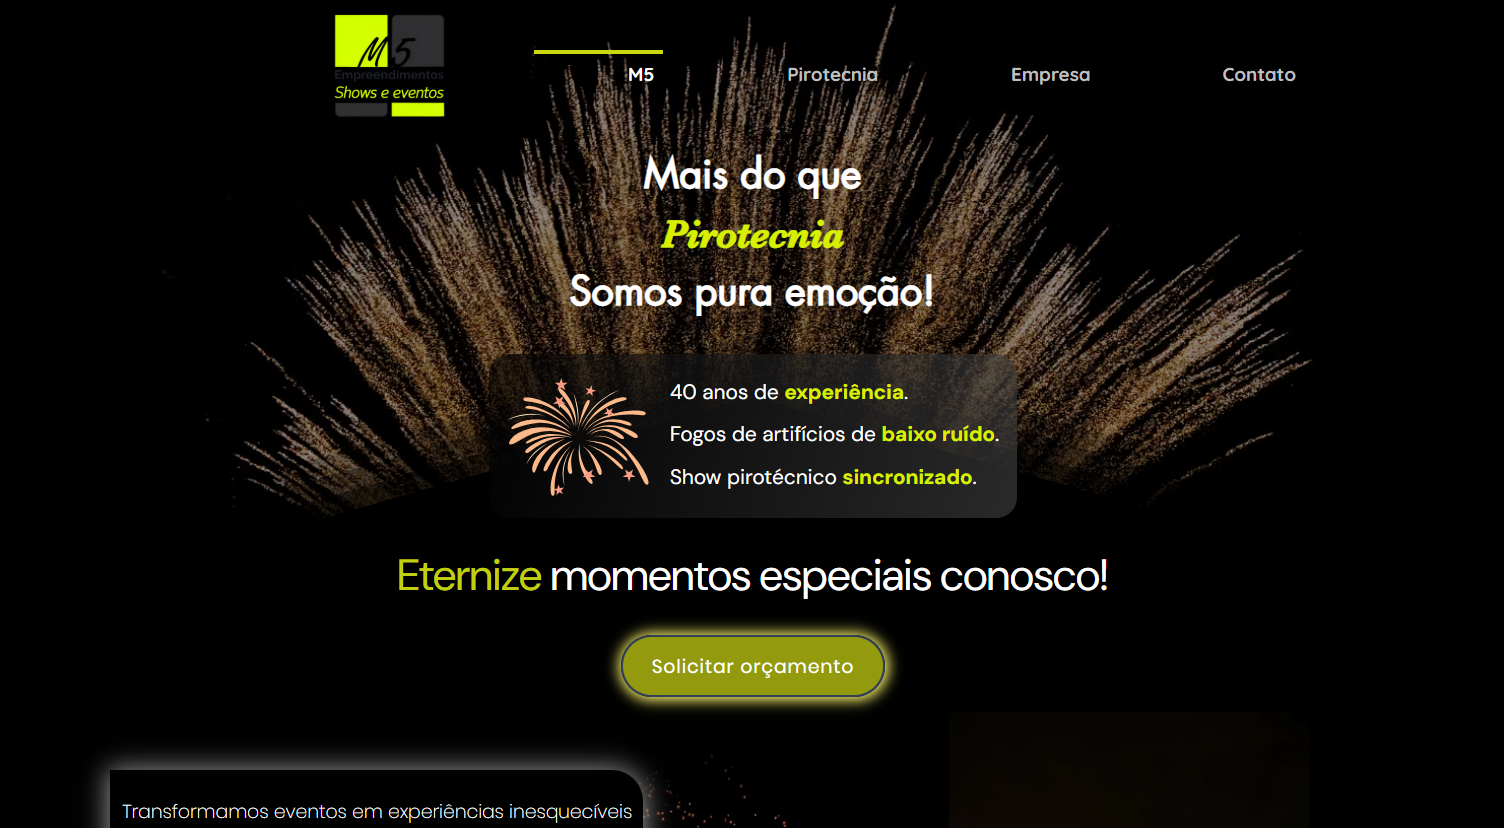 M5
Empreendimentos
Shows e eventos
M5
Pirotecnia
Empresa
Contato
Mais do que
Pirotecnia
Somos pura emoção!
40 anos de experiência.
Fogos de artifícios de baixo ruído.
Show pirotécnico sincronizado.
Eternize momentos especiais conosco!
Solicitar orçamento
Transformamos eventos em experiências inesquecíveis